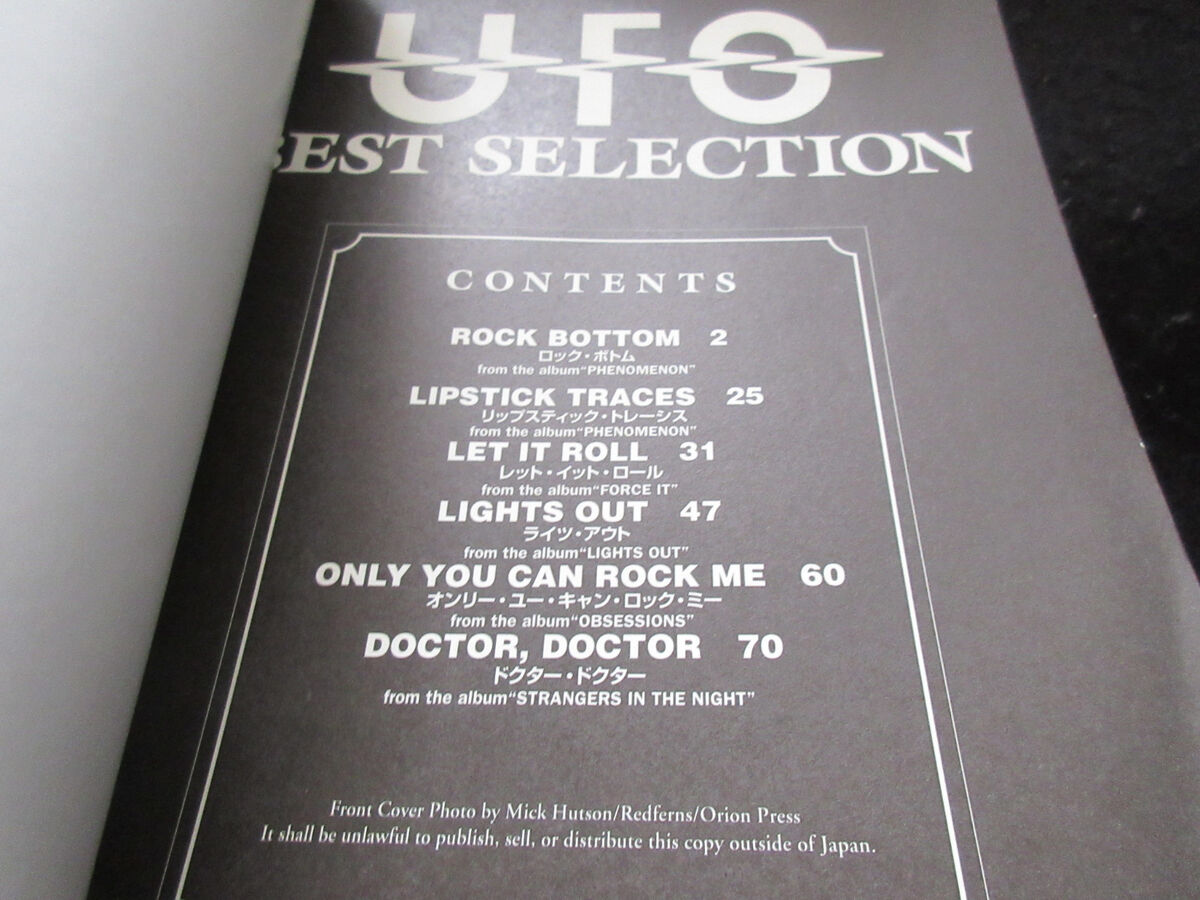 UFO
BEST SELECTION
CONTENTS
ROCK BOTTOM 2
ロック・ボトム
from the album"PHENOMENON"
LIPSTICK TRACES 25
リップスティック・トレーシス
from the album"PHENOMENON"
LET IT ROLL 31
レット・イット・ロール
from the album"FORCE IT"
LIGHTS OUT 47
ライツ・アウト
from the album"LIGHTS OUT"
ONLY YOU CAN ROCK ME 60
オンリー・ユー・キャン・ロック・ミー
from the album"OBSESSIONS"
DOCTOR, DOCTOR 70
ドクター・ドクター
from the album"STRANGERS IN THE NIGHT"
Front Cover Photo by Mick Hutson/Redferns/Orion Press
It shall be unlawful to publish, sell, or distribute this copy outside of Japan.